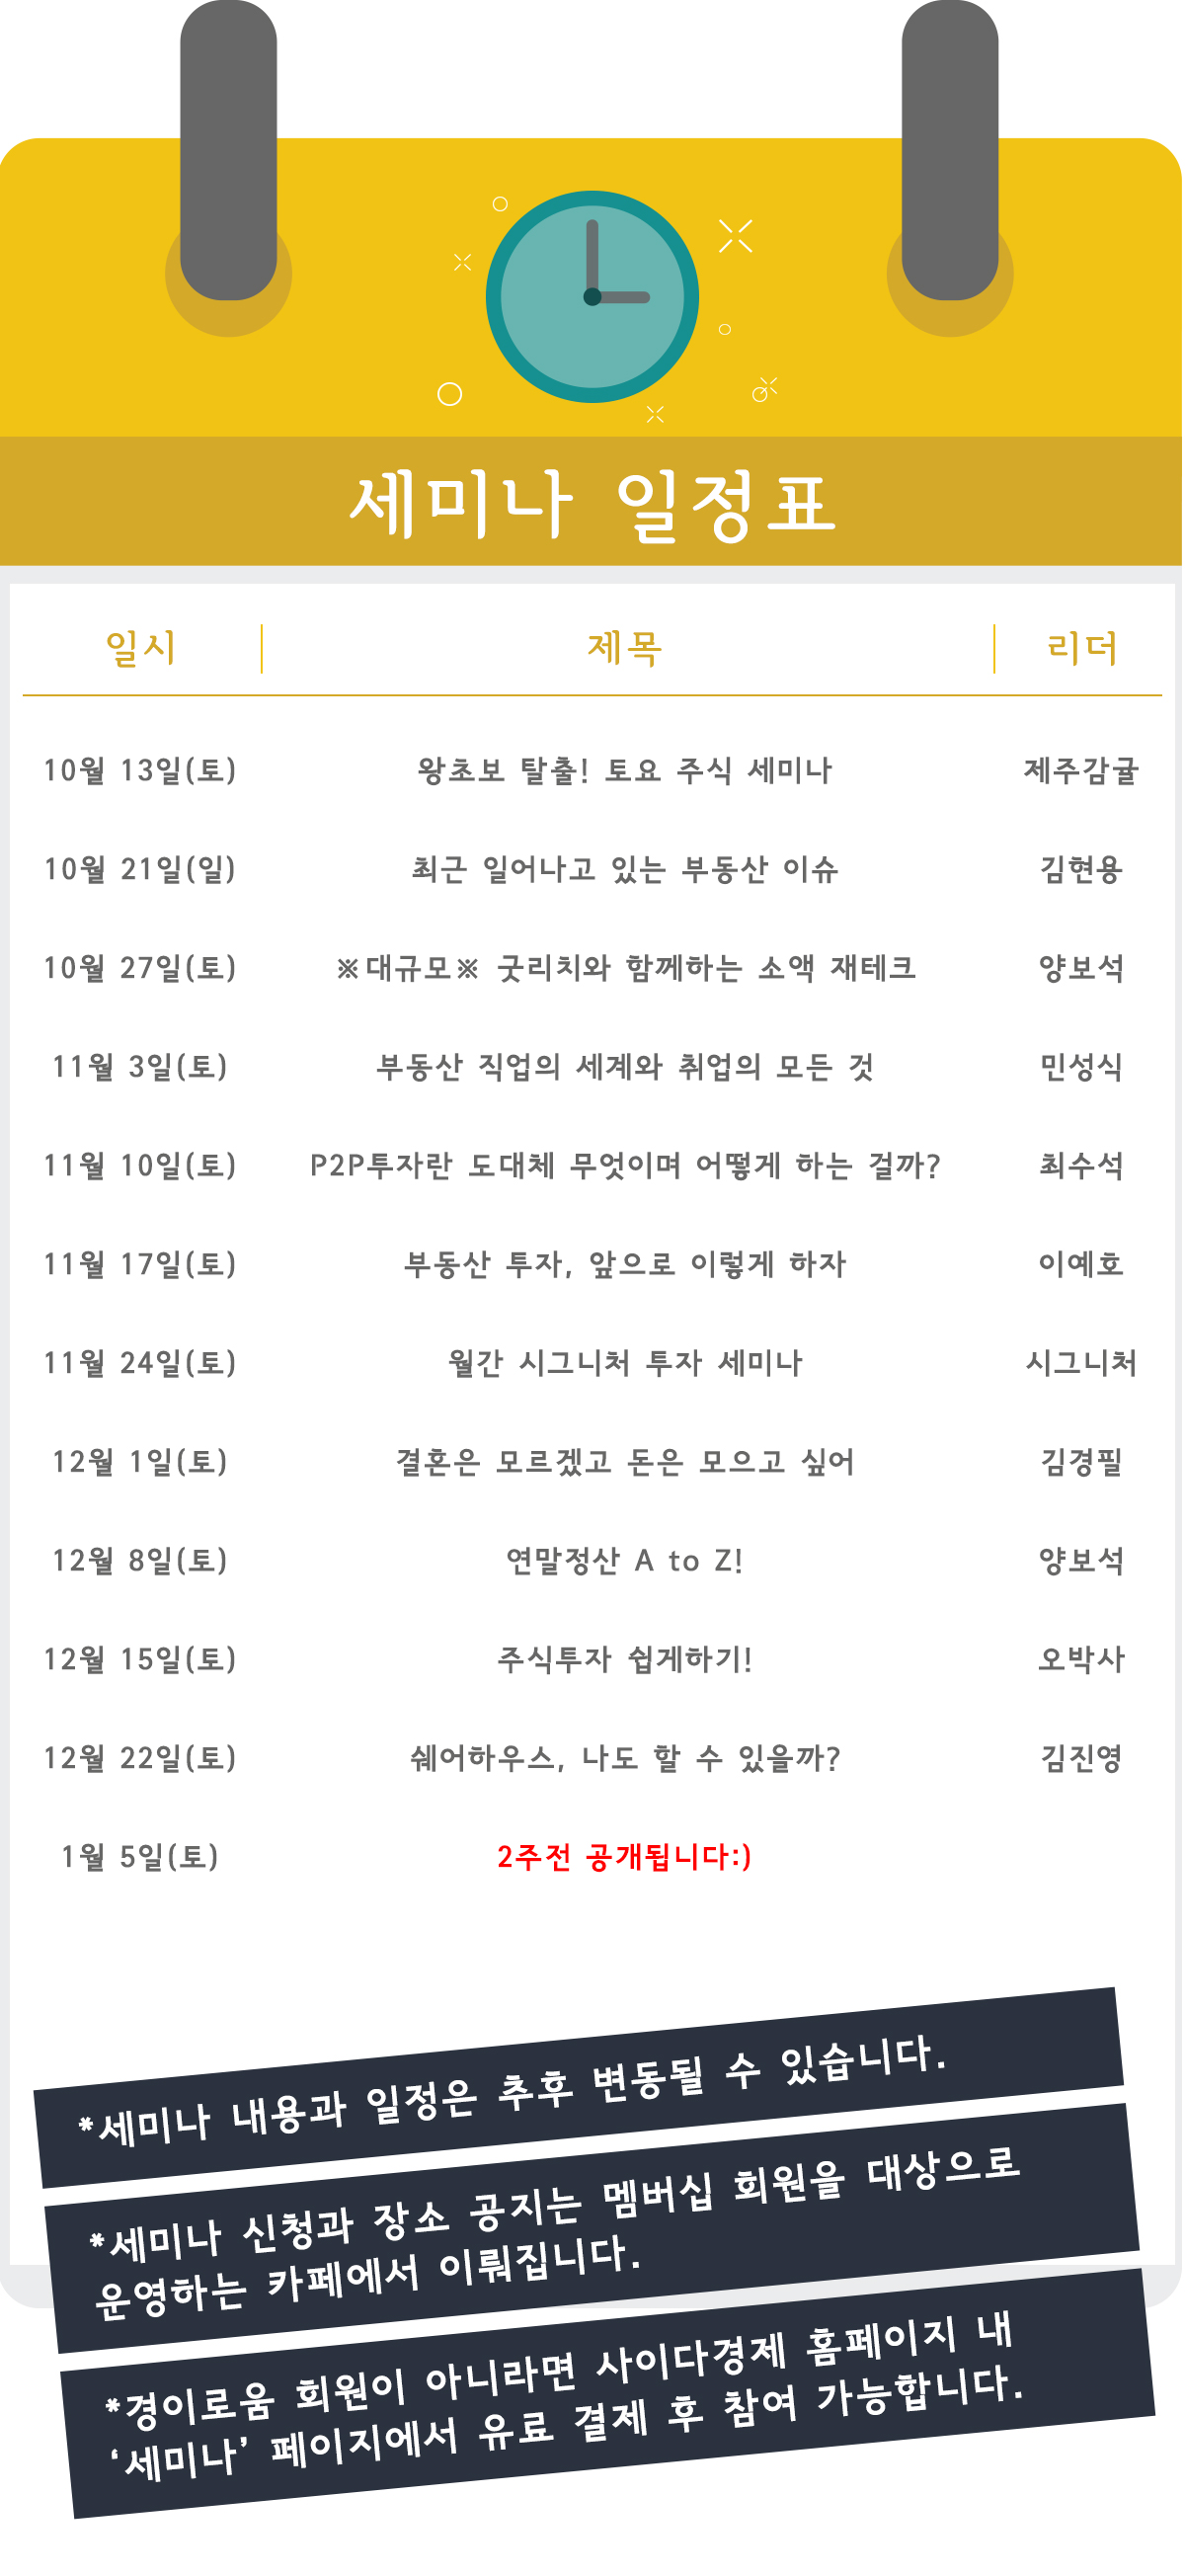 세미나 일정표
일시 제목 리더
10월 13일(토) 왕초보 탈출! 토요 주식 세미나 제주감귤
10월 21일(일) 최근 일어나고 있는 부동산 이슈 김현용
10월 27일(토) ※대규모※ 굿리치와 함께하는 소액 재테크 양보석
11월 3일(토) 부동산 직업의 세계와 취업의 모든 것 민성식
11월 10일(토) P2P투자란 도대체 무엇이며 어떻게 하는 걸까? 최수석
11월 17일(토) 부동산 투자, 앞으로 이렇게 하자 이예호
11월 24일(토) 월간 시그니처 투자 세미나 시그니처
12월 1일(토) 결혼은 모르겠고 돈은 모으고 싶어 김경필
12월 8일(토) 연말정산 A to Z! 양보석
12월 15일(토) 주식투자 쉽게하기! 오박사
12월 22일(토) 쉐어하우스, 나도 할 수 있을까? 김진영
1월 5일(토) 2주전 공개됩니다:)
*세미나 내용과 일정은 추후 변동될 수 있습니다.
*세미나 신청과 장소 공지는 멤버십 회원을 대상으로
운영하는 카페에서 이뤄집니다.
*경이로움 회원이 아니라면 사이다경제 홈페이지 내
‘세미나’ 페이지에서 유료 결제 후 참여 가능합니다.